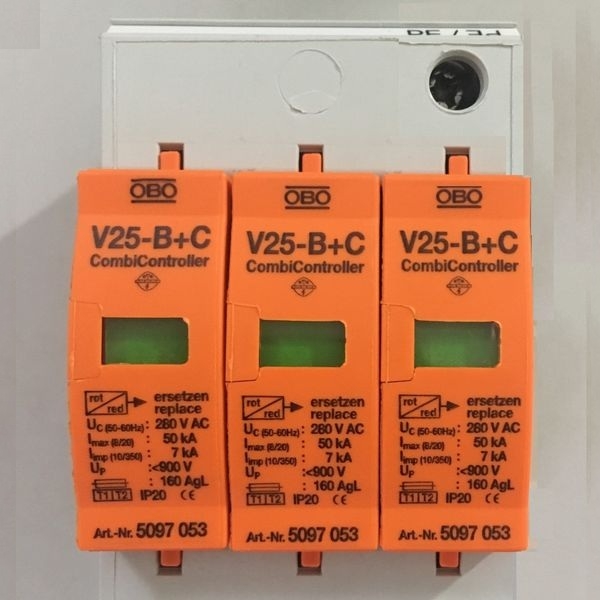 PE / ΣΤ
OBO
V25-B+C
CombiController
rot
red
ersetzen
replace
UC (50-60Hz) : 280 V AC
Imax (8/20) : 50 kA
Iimp (10/350) : 7 kA
UP : <900 V
: 160 AgL
T1 T2 IP20 CE
Art.-Nr. 5097 053
OBO
V25-B+C
CombiController
rot
red
ersetzen
replace
UC (50-60Hz) : 280 V AC
Imax (8/20) : 50 kA
Iimp (10/350) : 7 kA
UP : <900 V
: 160 AgL
T1 T2 IP20 CE
Art.-Nr. 5097 053
OBO
V25-B+C
CombiController
rot
red
ersetzen
replace
UC (50-60Hz) : 280 V AC
Imax (8/20) : 50 kA
Iimp (10/350) : 7 kA
UP : <900 V
: 160 AgL
T1 T2 IP20 CE
Art.-Nr. 5097 053